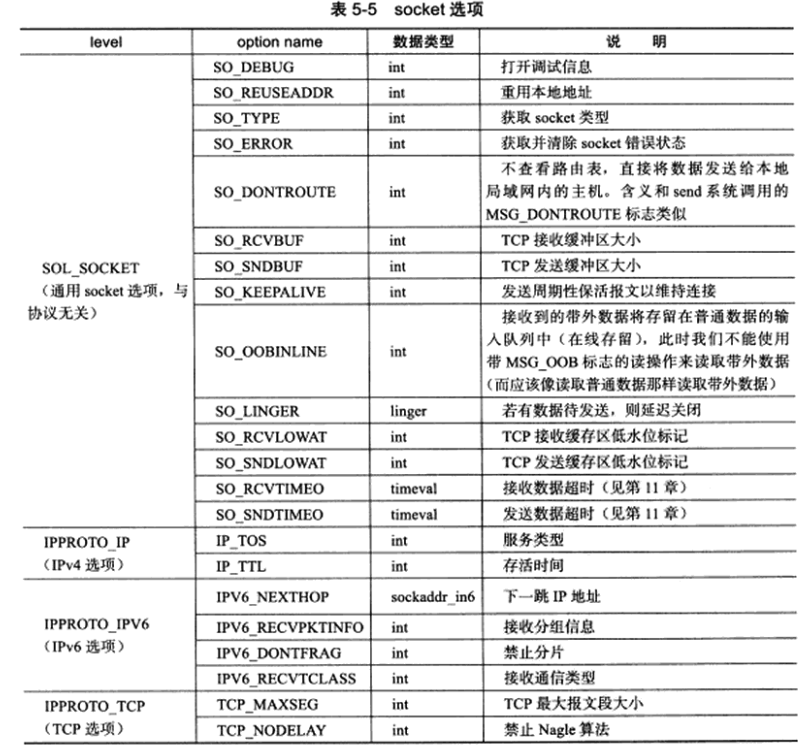 表 5-5 socket 选项
level option name 数据类型 说 明
SO_DEBUG int 打开调试信息
SO_REUSEADDR int 重用本地地址
SO_TYPE int 获取 socket 类型
SO_ERROR int 获取并清除 socket 错误状态
不查看路由表，直接将数据发送给本地
SO_DONTROUTE int 局域网内的主机。含义和 send 系统调用的
MSG_DONTROUTE 标志类似
SO_RCVBUF int TCP 接收缓冲区大小
SOL_SOCKET SO_SNDBUF int TCP 发送缓冲区大小
（通用 socket 选项，与 SO_KEEPALIVE int 发送周期性保活报文以维持连接
协议无关）
接收到的带外数据将存留在普通数据的输
SO_OOBINLINE int 入队列中（在线存留），此时我们不能使用
带 MSG_OOB 标志的读操作来读取带外数据
（而应该像读取普通数据那样读取带外数据）
SO_LINGER linger 若有数据待发送，则延迟关闭
SO_RCVLOWAT int TCP 接收缓存区低水位标记
SO_SNDLOWAT int TCP 发送缓存区低水位标记
SO_RCVTIMEO timeval 接收数据超时（见第 11 章）
SO_SNDTIMEO timeval 发送数据超时（见第 11 章）
IPPROTO_IP IP_TOS int 服务类型
（IPv4 选项） IP_TTL int 存活时间
IPV6_NEXTHOP sockaddr_in6 下一跳 IP 地址
IPPROTO_IPV6 IPV6_RECVPKTINFO int 接收分组信息
（IPv6 选项） IPV6_DONTFRAG int 禁止分片
IPV6_RECVTCLASS int 接收通信类型
IPPROTO_TCP TCP_MAXSEG int TCP 最大报文段大小
（TCP 选项） TCP_NODELAY int 禁止 Nagle 算法